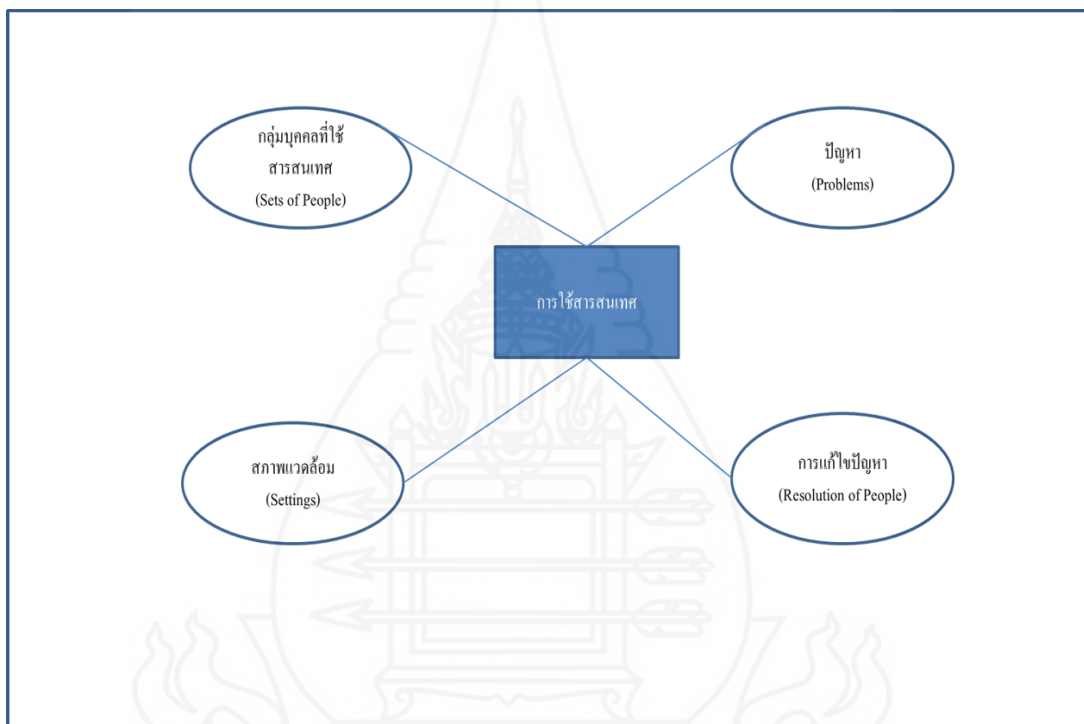 กลุ่มบุคคลที่ใช้
สารสนเทศ
(Sets of People)
ปัญหา
(Problems)
การใช้สารสนเทศ
สภาพแวดล้อม
(Settings)
การแก้ไขปัญหา
(Resolution of People)